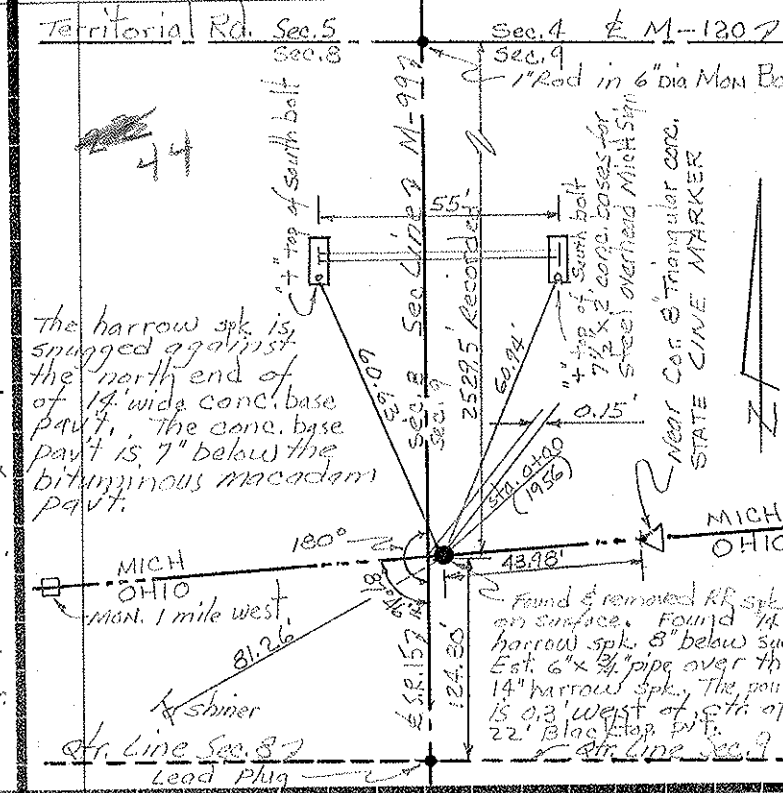 Territorial Rd. Sec.5
Sec.8
Sec.4 ℄ M-120
Sec.9
1" Rod in 6" Dia Mon Bo
44
"+" top of south bolt
Sec Line M-99
55'
2529.5' Recorded
"+" top of south bolt
7½ x 2 conc. bases for
Steel overhead Mich Sign
Near Cor. 8" Triangular conc.
STATE LINE MARKER
The harrow spk is
snugged against
the north end of
of 14' wide conc. base
pav't. The conc. base
pav't is 7" below the
bituminous macadam
pav't.
Sec. 8
Sec. 9
60.94'
0.15'
sta. 0+00
(1956)
N
180°
MICH
OHIO
MICH
OHIO
43.98'
Mon. 1 mile west
81.26'
shiner
℄ S.R. 157
124.80'
Found & removed RR spk
on surface. Found 14
harrow spk 8" below su
Est. 6" x ¾" pipe over th
14" harrow spk. The poi
is 0.3' west of ctr. of
22' Blacktop pvt.
Qtr. Line Sec. 8
Qtr. Line Sec. 9
Lead Plug